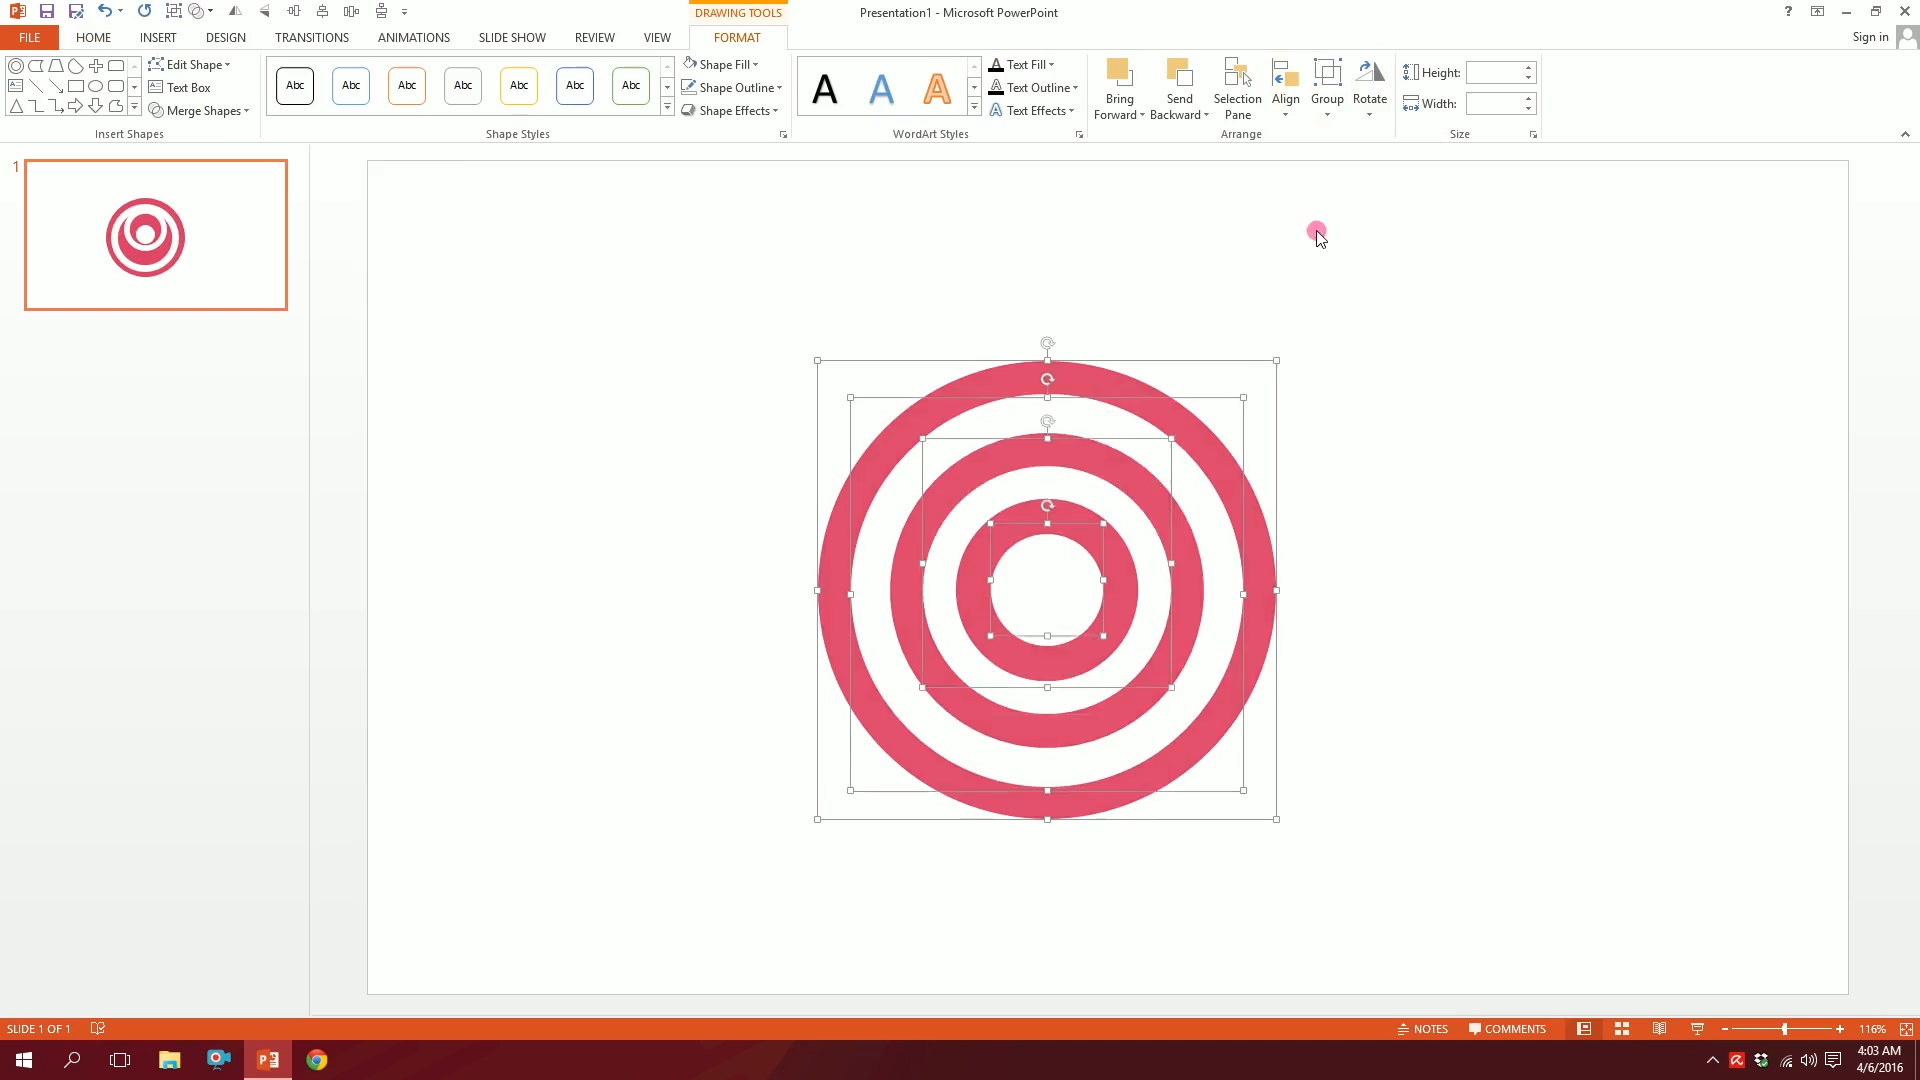 DRAWING TOOLS
Presentation1 - Microsoft PowerPoint
?
FILE HOME INSERT DESIGN TRANSITIONS ANIMATIONS SLIDE SHOW REVIEW VIEW FORMAT
Sign in
Edit Shape
Text Box
Merge Shapes
Insert Shapes
Abc Abc Abc Abc Abc Abc Abc
Shape Fill
Shape Outline
Shape Effects
Shape Styles
A A A
Text Fill
Text Outline
Text Effects
WordArt Styles
Bring Forward
Send Backward
Selection Pane
Align
Group
Rotate
Arrange
Height:
Width:
Size
1
SLIDE 1 OF 1
NOTES
COMMENTS
116%
4:03 AM
4/6/2016